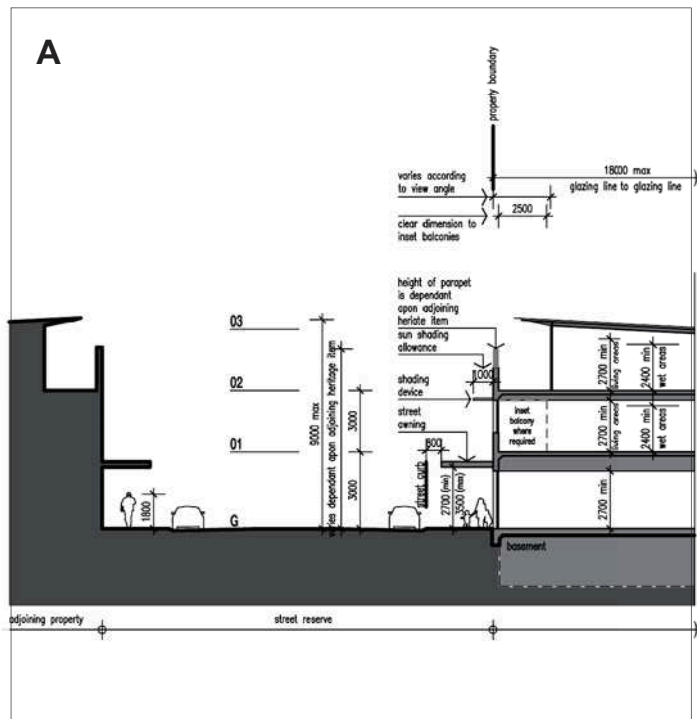 A
property boundary
18000 max
varies according
to view angle
glazing line to glazing line
2500
clear dimension to
inset balconies
height of parapet
is dependant
apon adjoining
heriate item
sun shading
allowance
1000
shading
device
street
awning
03
02
01
G
9000 max
varies dependant apon adjoining heritage item
3000
3000
1800
street curb
600
2700 (min)
3500 (max)
2700 min
living areas
2400 min
wet areas
inset
balcony
where
required
2700 min
living areas
2400 min
wet areas
2700 min
basement
adjoining property
street reserve